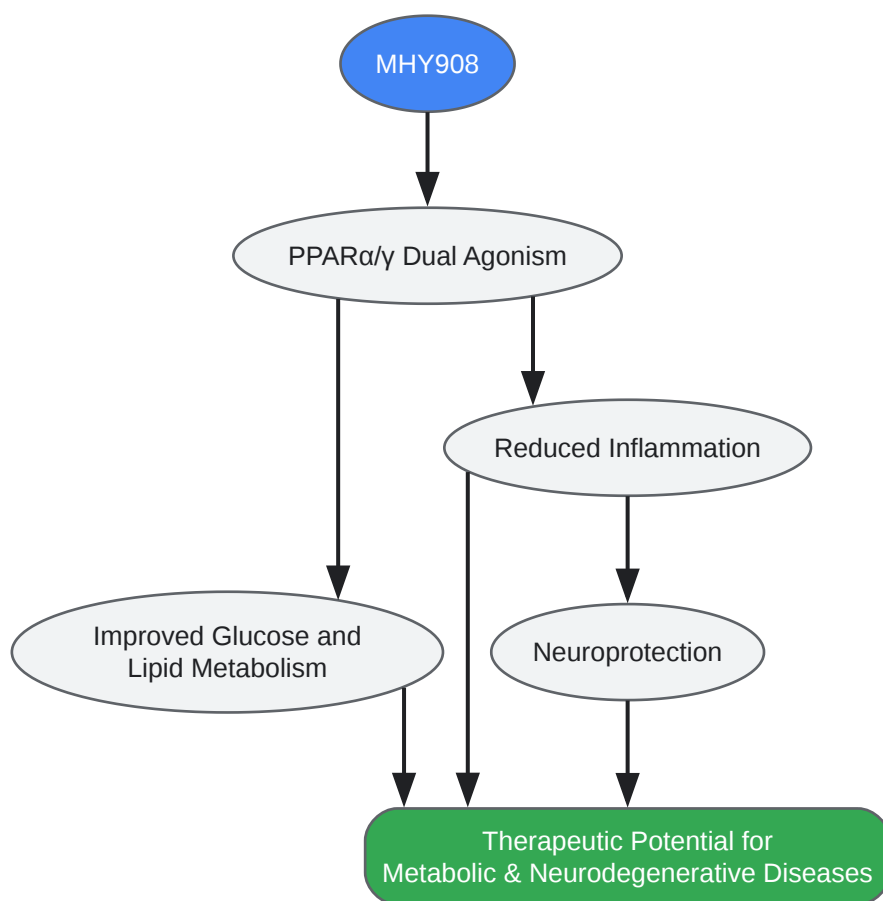 MHY908
PPARα/γ Dual Agonism
Reduced Inflammation
Improved Glucose and
Lipid Metabolism
Neuroprotection
Therapeutic Potential for
Metabolic & Neurodegenerative Diseases